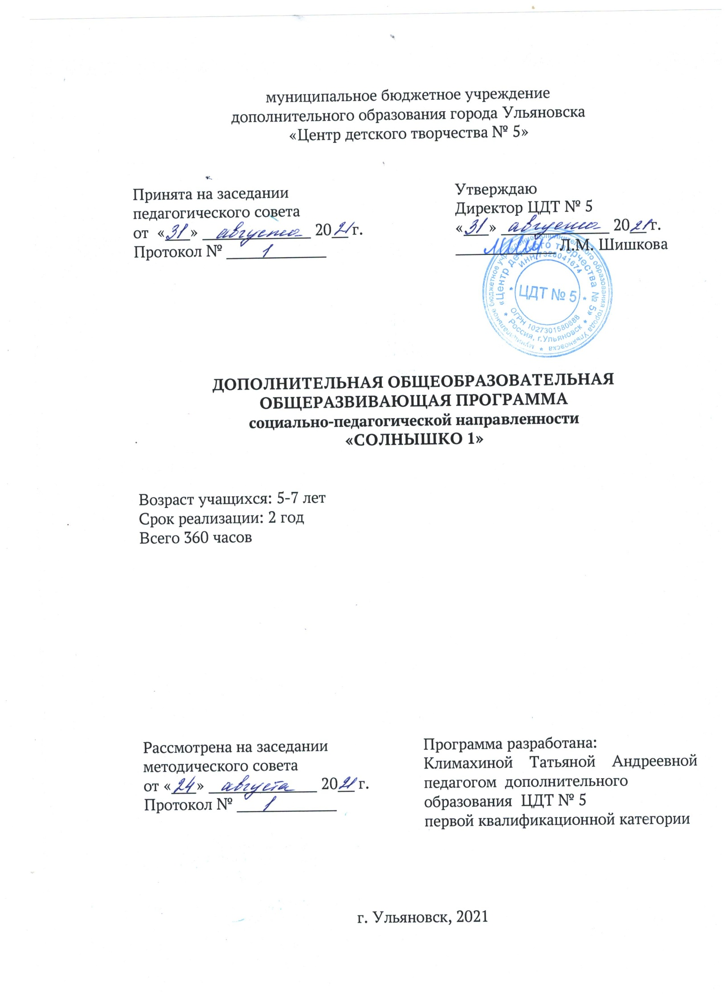 муниципальное бюджетное учреждение
дополнительного образования города Ульяновска
«Центр детского творчества № 5»
Принята на заседании
педагогического совета
от «31» августа 2021 г.
Протокол № 1
Утверждаю
Директор ЦДТ № 5
«31» августа 2021 г.
Л.М. Шишкова
муниципальное бюджетное учреждение дополнительного образования города Ульяновска
«Центр детского творчества № 5»
ИНН 7328041674
ЦДТ № 5
ОГРН 1027301580888
Россия, г.Ульяновск
ДОПОЛНИТЕЛЬНАЯ ОБЩЕОБРАЗОВАТЕЛЬНАЯ
ОБЩЕРАЗВИВАЮЩАЯ ПРОГРАММА
социально-педагогической направленности
«СОЛНЫШКО 1»
Возраст учащихся: 5-7 лет
Срок реализации: 2 год
Всего 360 часов
Рассмотрена на заседании
методического совета
от «24» августа 2021 г.
Протокол № 1
Программа разработана:
Климахиной Татьяной Андреевной
педагогом дополнительного
образования ЦДТ № 5
первой квалификационной категории
г. Ульяновск, 2021